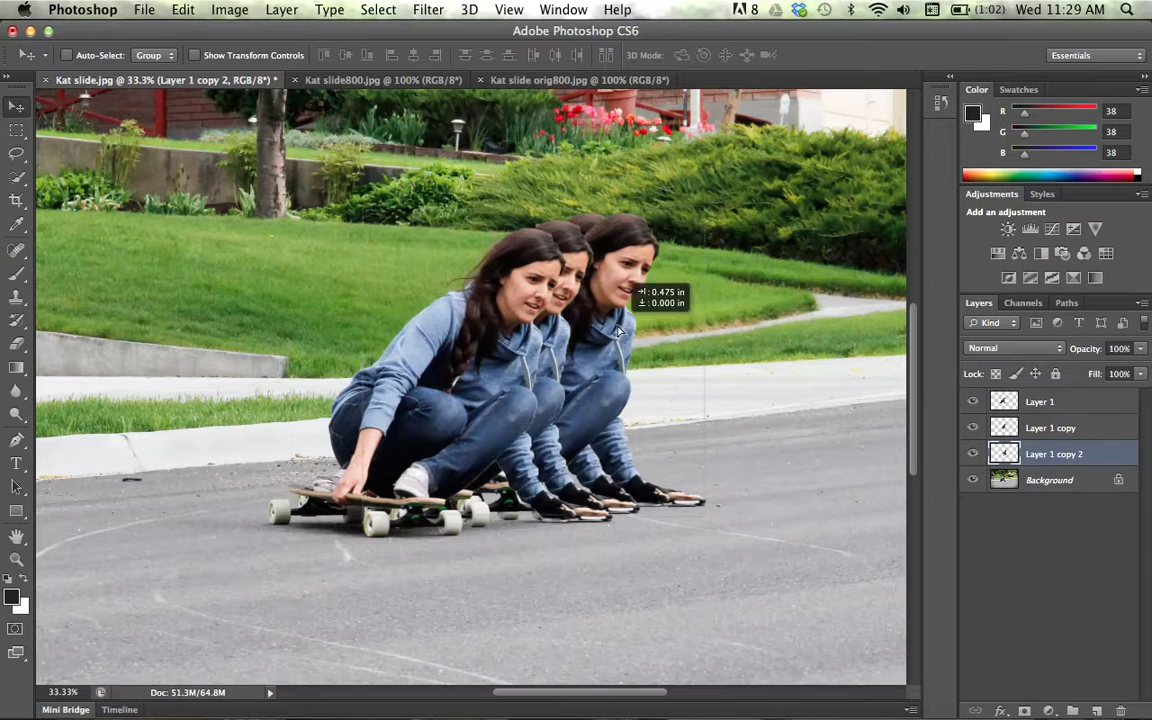 Photoshop File Edit Image Layer Type Select Filter 3D View Window Help 8 (1:02) Wed 11:29 AM
Adobe Photoshop CS6
Auto-Select: Group Show Transform Controls 3D Mode: Essentials
Kat slide.jpg @ 33.3% (Layer 1 copy 2, RGB/8*) * Kat slide800.jpg @ 100% (RGB/8*) Kat slide orig800.jpg @ 100% (RGB/8*)
Color Swatches
R 38
G 38
B 38
Adjustments Styles
Add an adjustment
: 0.475 in
: 0.000 in
Layers Channels Paths
Kind
Normal Opacity: 100%
Lock: Fill: 100%
Layer 1
Layer 1 copy
Layer 1 copy 2
Background
33.33% Doc: 51.3M/64.8M
Mini Bridge Timeline